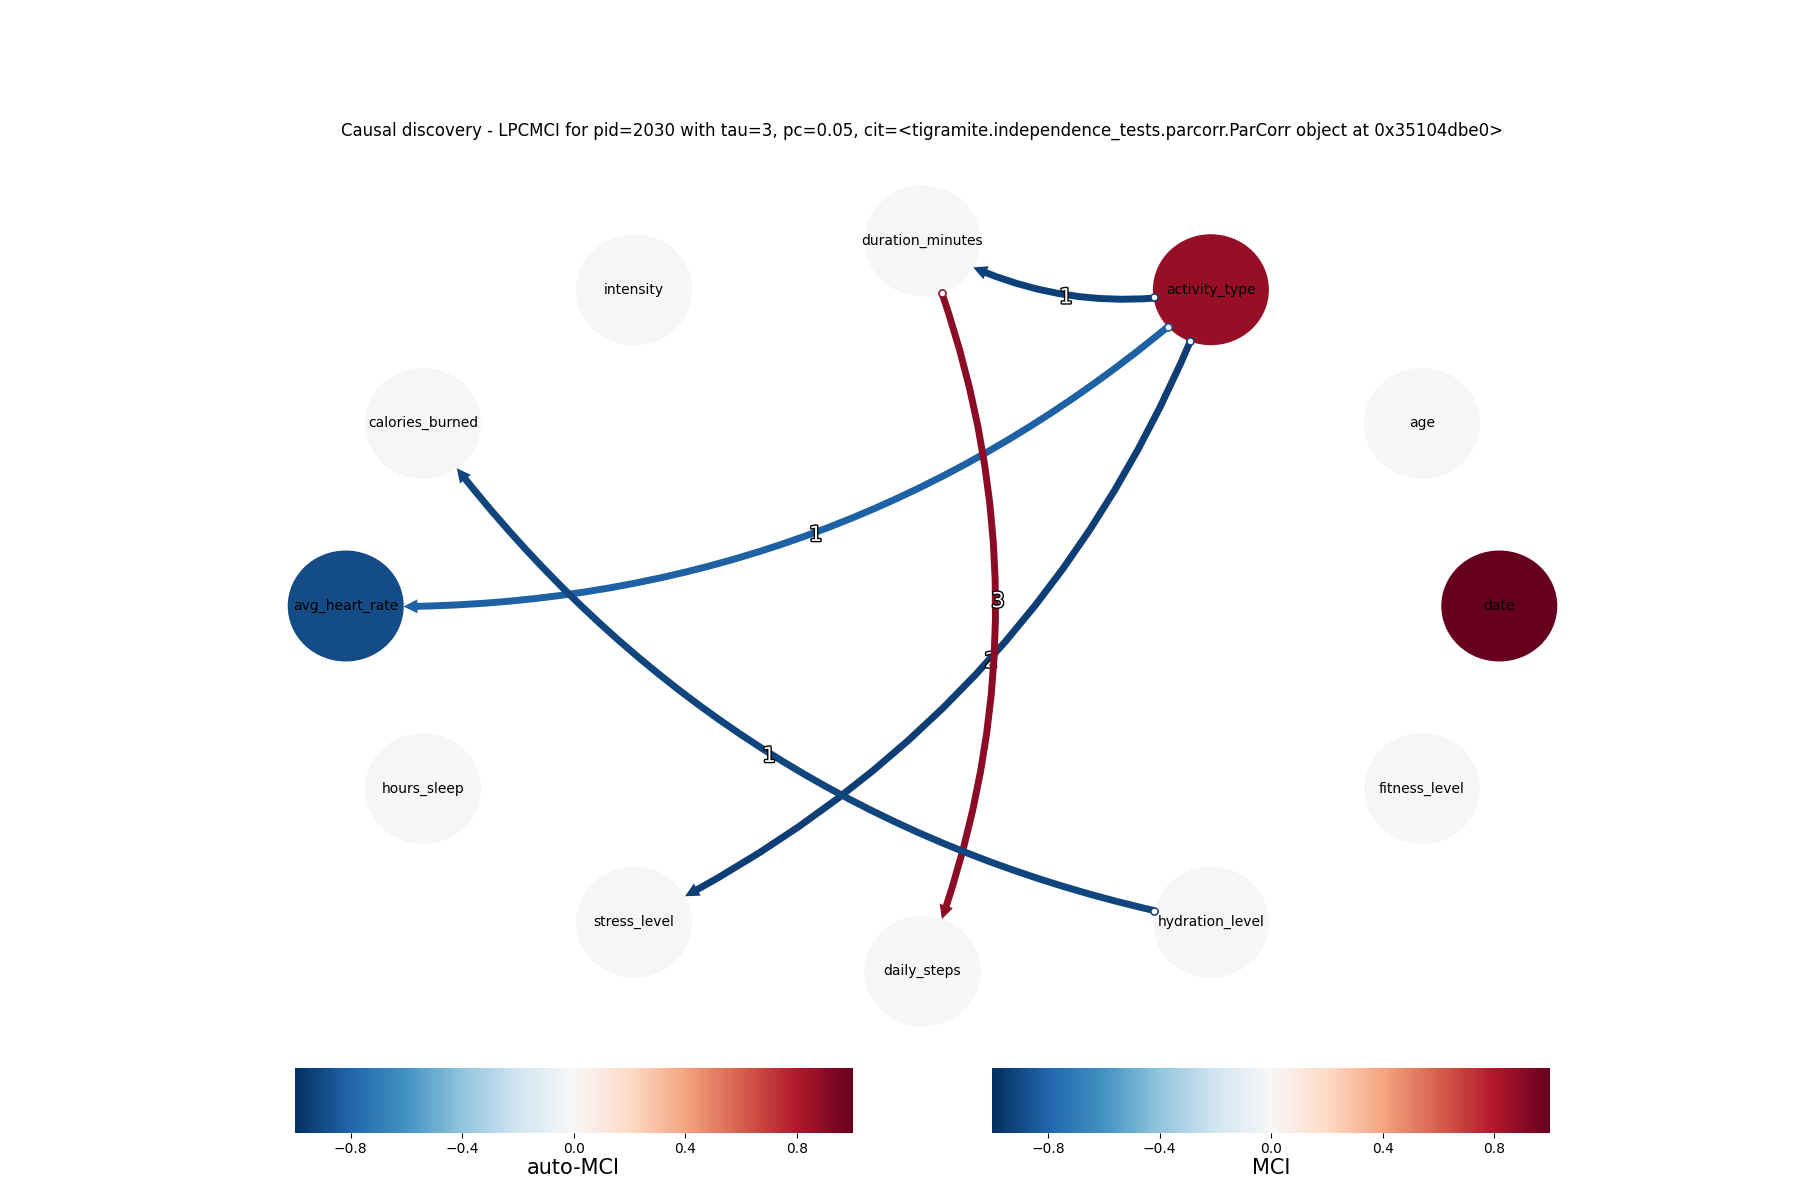 Causal discovery - LPCMCI for pid=2030 with tau=3, pc=0.05, cit=<tigramite.independence_tests.parcorr.ParCorr object at 0x35104dbe0>
duration_minutes
intensity
activity_type
1
calories_burned
age
1
avg_heart_rate
3
date
1
hours_sleep
fitness_level
stress_level
hydration_level
daily_steps
−0.8 −0.4 0.0 0.4 0.8
auto-MCI
−0.8 −0.4 0.0 0.4 0.8
MCI